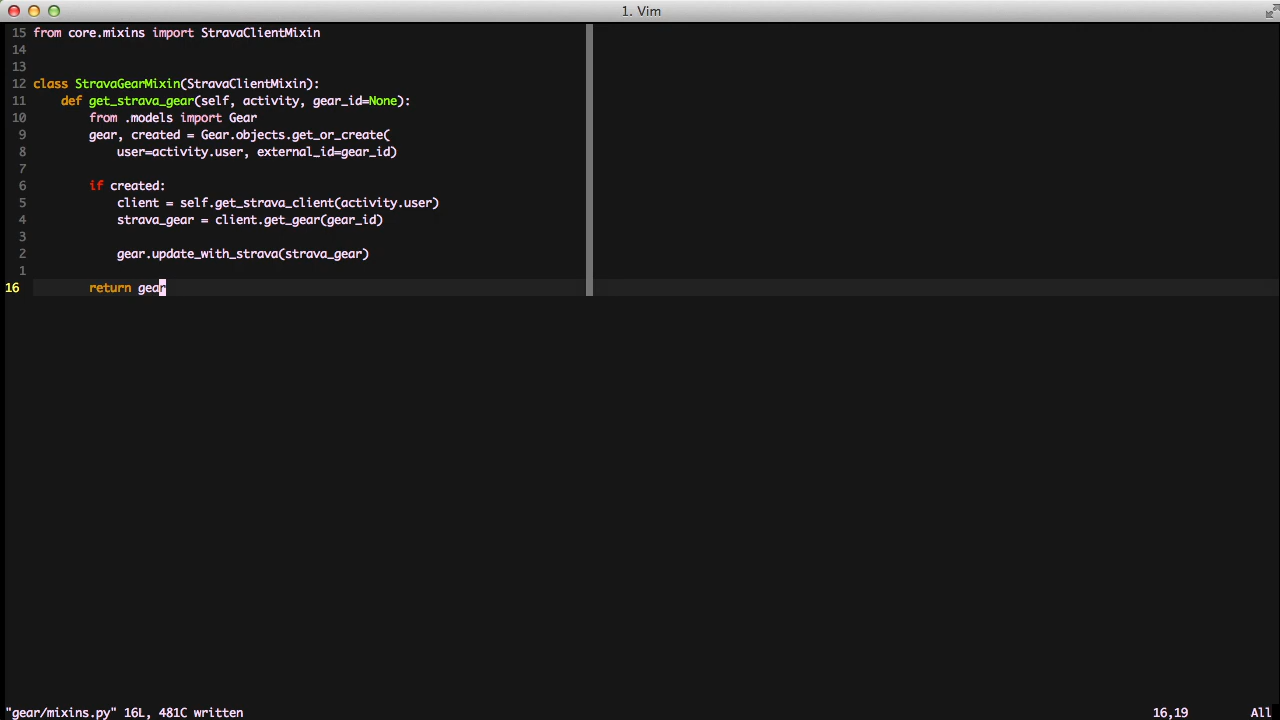 1. Vim
15 from core.mixins import StravaClientMixin
14
13
12 class StravaGearMixin(StravaClientMixin):
11     def get_strava_gear(self, activity, gear_id=None):
10         from .models import Gear
9         gear, created = Gear.objects.get_or_create(
8             user=activity.user, external_id=gear_id)
7
6         if created:
5             client = self.get_strava_client(activity.user)
4             strava_gear = client.get_gear(gear_id)
3
2             gear.update_with_strava(strava_gear)
1
16         return gear
"gear/mixins.py" 16L, 481C written 16,19 All